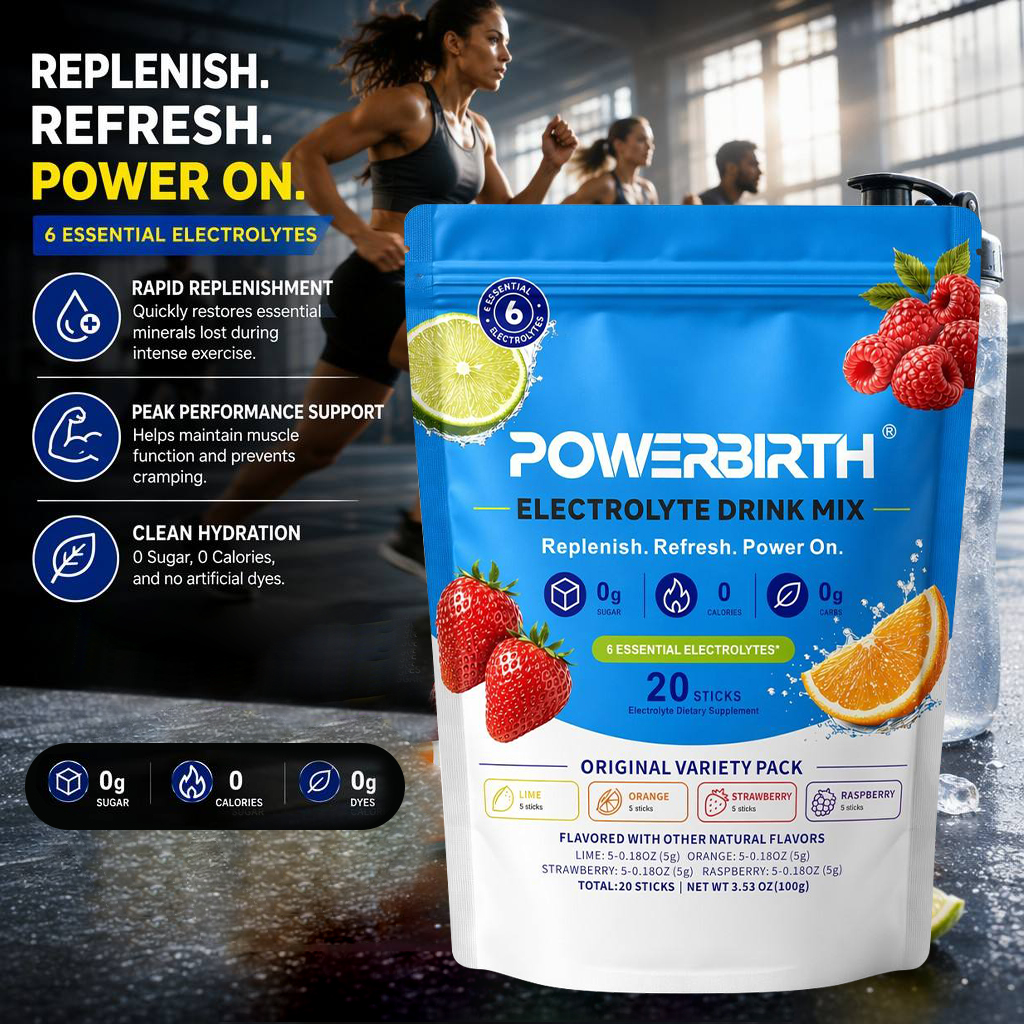 REPLENISH.
REFRESH.
POWER ON.
6 ESSENTIAL ELECTROLYTES
RAPID REPLENISHMENT
Quickly restores essential
minerals lost during
intense exercise.
PEAK PERFORMANCE SUPPORT
Helps maintain muscle
function and prevents
cramping.
CLEAN HYDRATION
0 Sugar, 0 Calories,
and no artificial dyes.
0g
SUGAR
0
CALORIES
0g
DYES
ESSENTIAL
6
ELECTROLYTES
POWERBIRTH®
ELECTROLYTE DRINK MIX
Replenish. Refresh. Power On.
0g
SUGAR
0
CALORIES
0g
CARBS
6 ESSENTIAL ELECTROLYTES*
20 STICKS
Electrolyte Dietary Supplement
ORIGINAL VARIETY PACK
LIME
5 sticks
ORANGE
5 sticks
STRAWBERRY
5 sticks
RASPBERRY
5 sticks
FLAVORED WITH OTHER NATURAL FLAVORS
LIME: 5-0.18OZ (5g) ORANGE: 5-0.18OZ (5g)
STRAWBERRY: 5-0.18OZ (5g) RASPBERRY: 5-0.18OZ (5g)
TOTAL:20 STICKS | NET WT 3.53 OZ(100g)